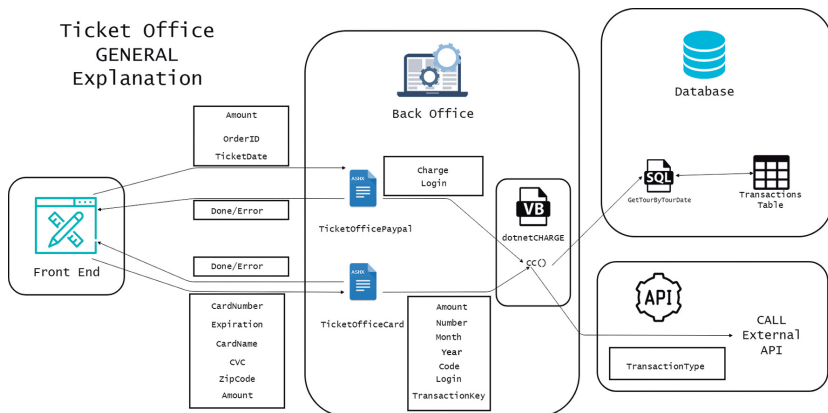 Ticket Office
GENERAL
Explanation
Amount
OrderID
TicketDate
Done/Error
Front End
Done/Error
CardNumber
Expiration
CardName
CVC
ZipCode
Amount
Back Office
ASHX
TicketOfficePaypal
Charge
Login
ASHX
TicketOfficeCard
Amount
Number
Month
Year
Code
Login
TransactionKey
VB
dotnetCHARGE
CC()
Database
SQL
GetTourByTourDate
Transactions
Table
API
TransactionType
CALL
External
API